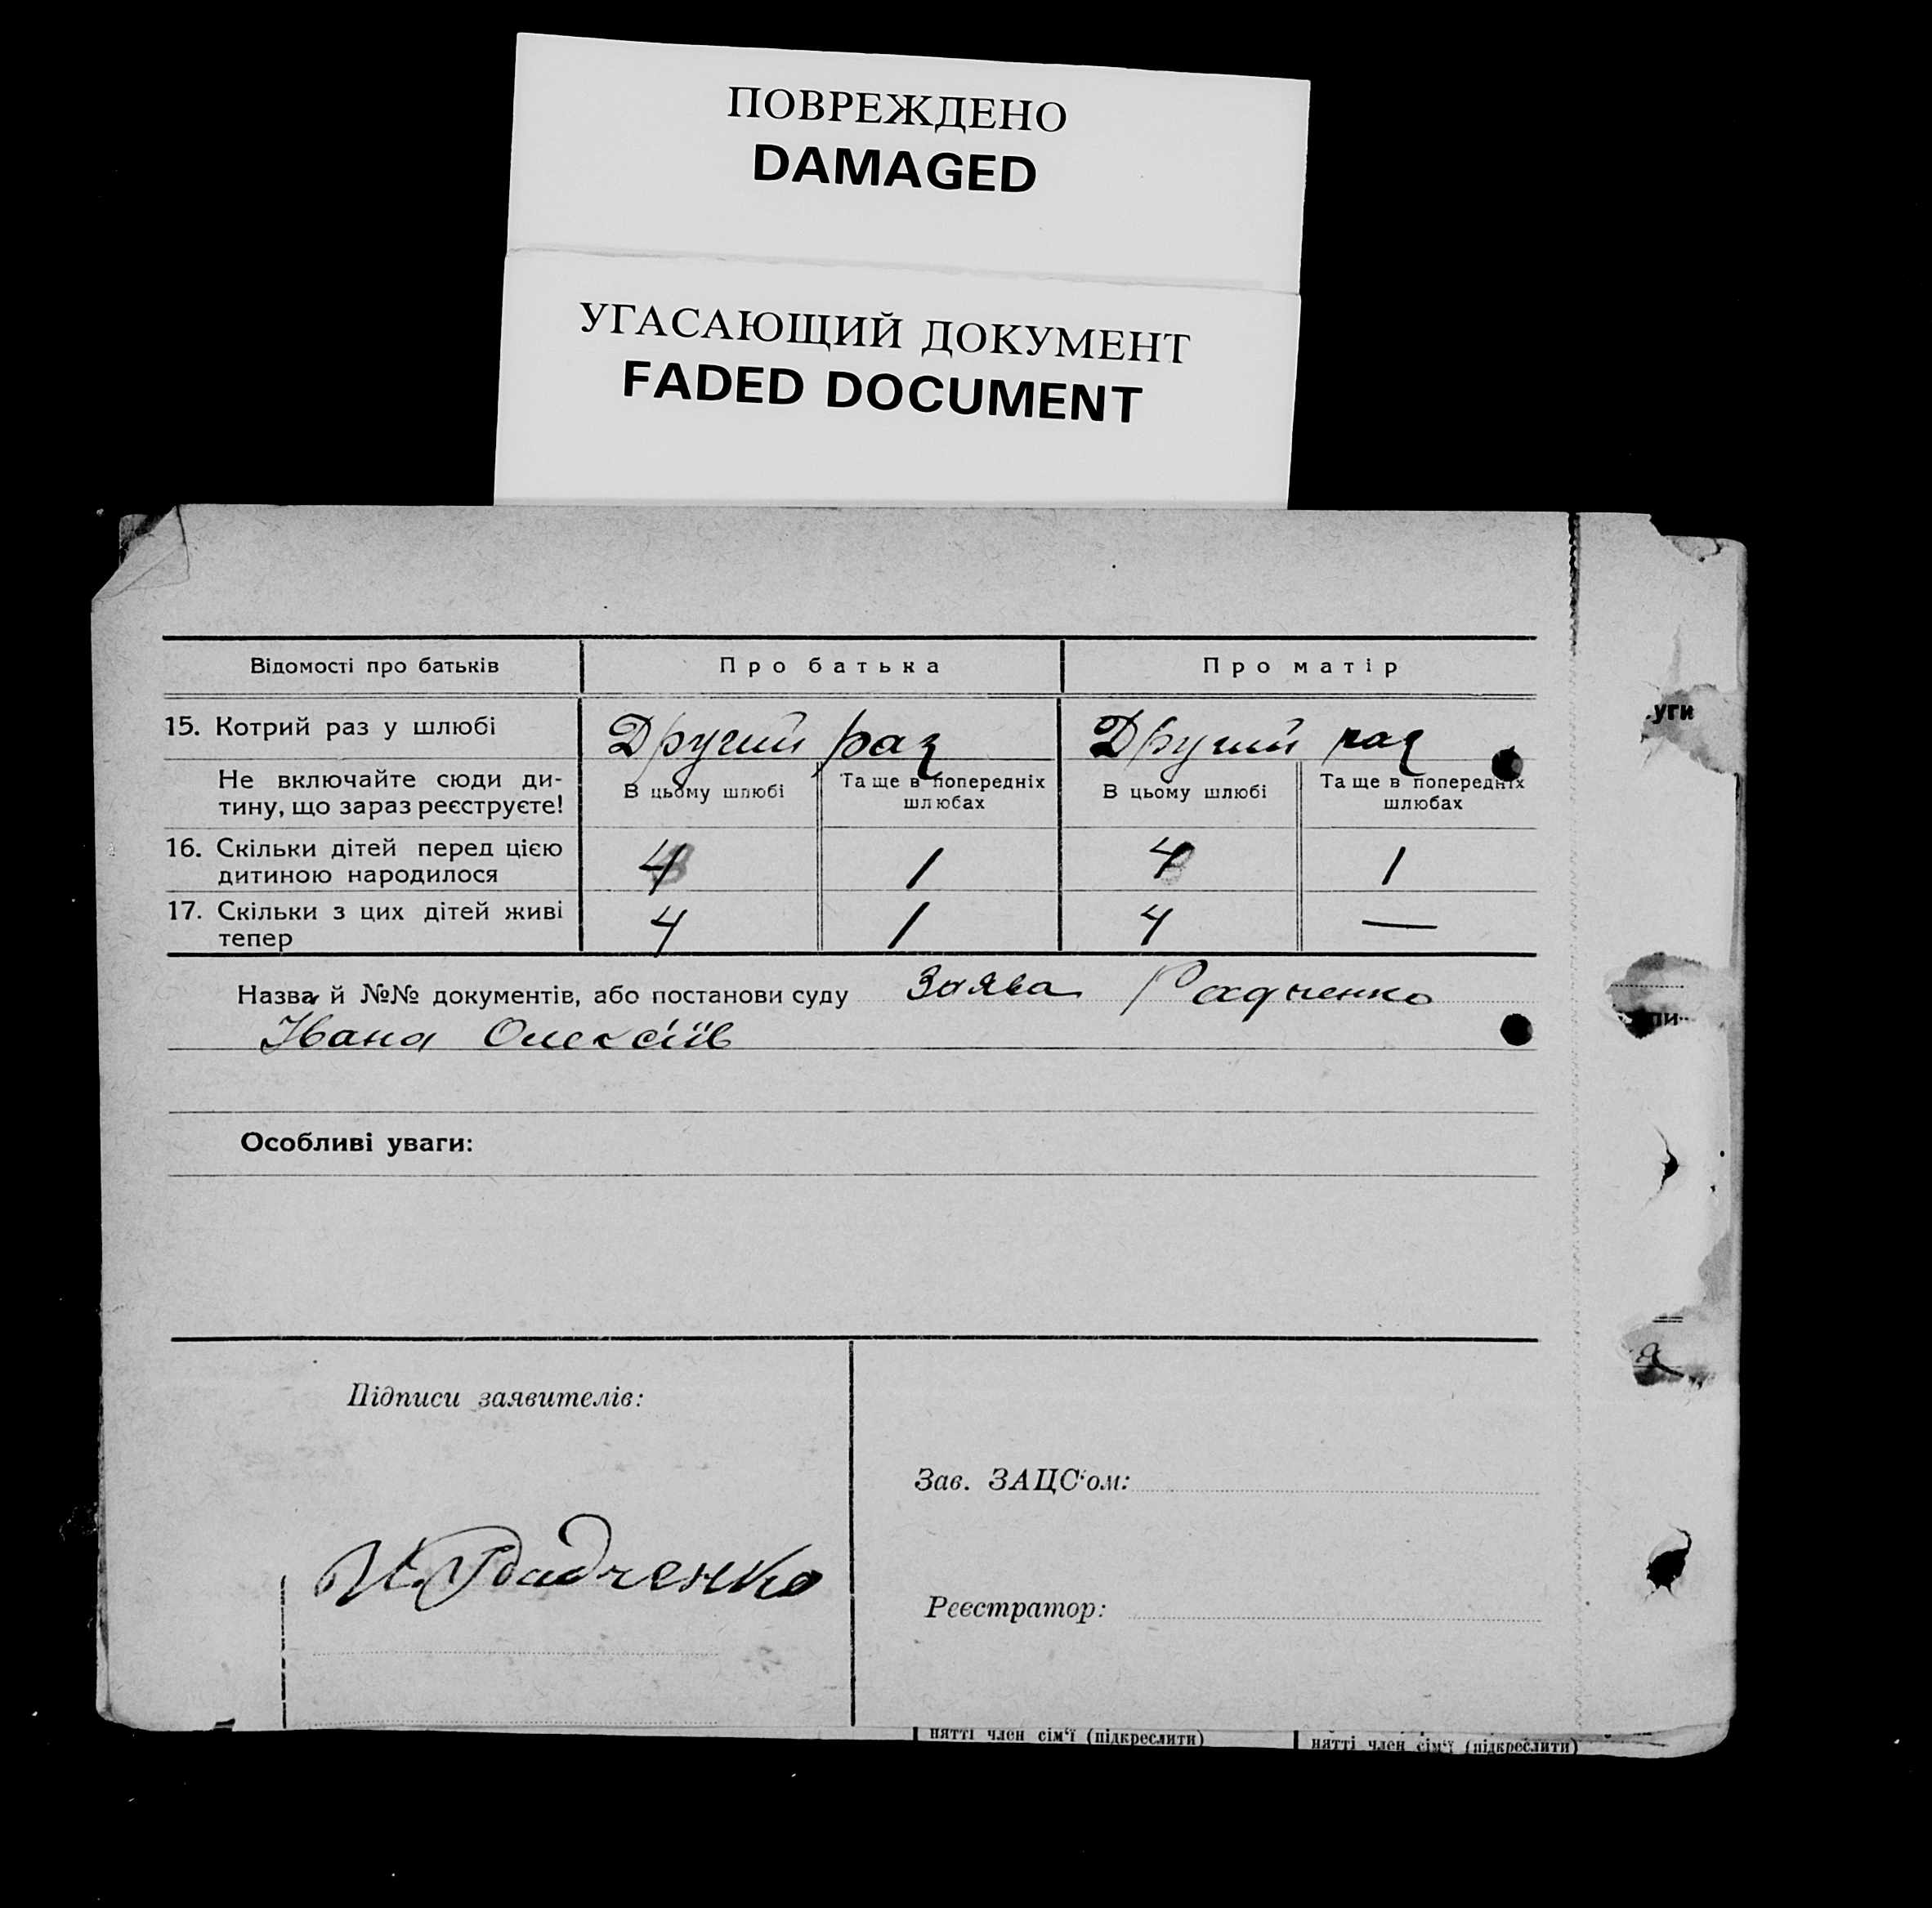 ПОВРЕЖДЕНО
DAMAGED
УГАСАЮЩИЙ ДОКУМЕНТ
FADED DOCUMENT
Відомості про батьків Про батька Про матір
15. Котрий раз у шлюбі Другий раз Другий раз
Не включайте сюди ди-
тину, що зараз реєструєте!
В цьому шлюбі
Та ще в попередніх
шлюбах
В цьому шлюбі
Та ще в попередніх
шлюбах
16. Скільки дітей перед цією
дитиною народилося
4 1 4 1
17. Скільки з цих дітей живі
тепер
4 1 4 —
Назва й №№ документів, або постанови суду Заява Радченко
Івана Олексіїв
Особливі уваги:
Підписи заявителів:
И. Радченко
Зав. ЗАЦС'ом:
Реєстратор:
уги
пи
нятті член сім'ї (підкреслити) нятті член сім'ї (підкреслити)